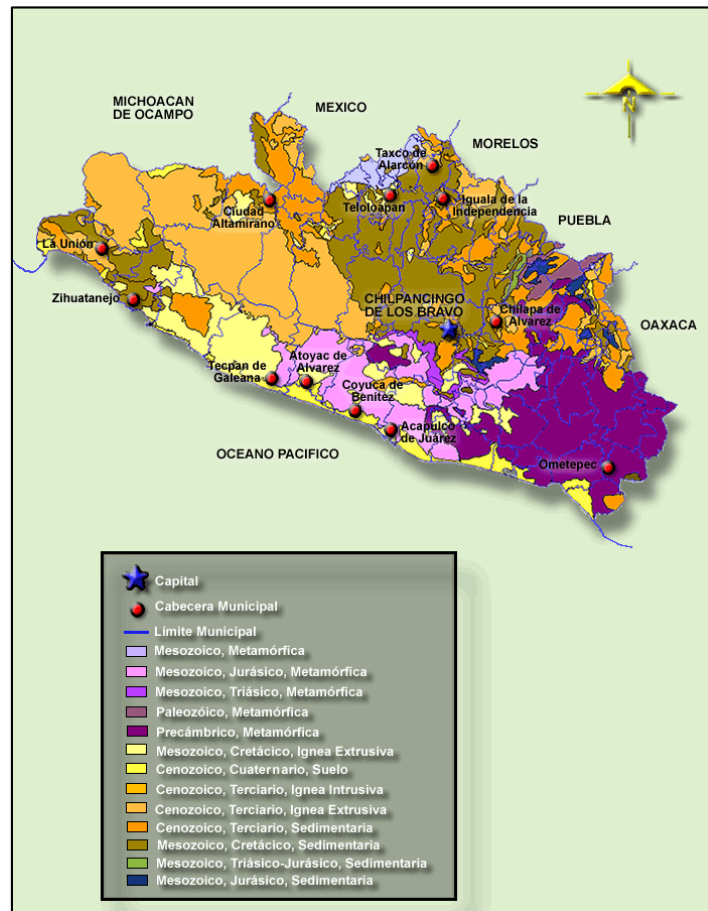 MICHOACAN
DE OCAMPO
MEXICO
N
MORELOS
Taxco de
Alarcón
Teloloapan
Iguala de la
Independencia
Ciudad
Altamirano
PUEBLA
La Unión
Zihuatanejo
CHILPANCINGO
DE LOS BRAVO
Chilapa de
Alvarez
OAXACA
Tecpan de
Galeana
Atoyac de
Alvarez
Coyuca de
Benítez
Acapulco
de Juárez
OCEANO PACIFICO
Ometepec
Capital
Cabecera Municipal
Límite Municipal
Mesozoico, Metamórfica
Mesozoico, Jurásico, Metamórfica
Mesozoico, Triásico, Metamórfica
Paleozóico, Metamórfica
Precámbrico, Metamórfica
Mesozoico, Cretácico, Ignea Extrusiva
Cenozoico, Cuaternario, Suelo
Cenozoico, Terciario, Ignea Intrusiva
Cenozoico, Terciario, Ignea Extrusiva
Cenozoico, Terciario, Sedimentaria
Mesozoico, Cretácico, Sedimentaria
Mesozoico, Triásico-Jurásico, Sedimentaria
Mesozoico, Jurásico, Sedimentaria